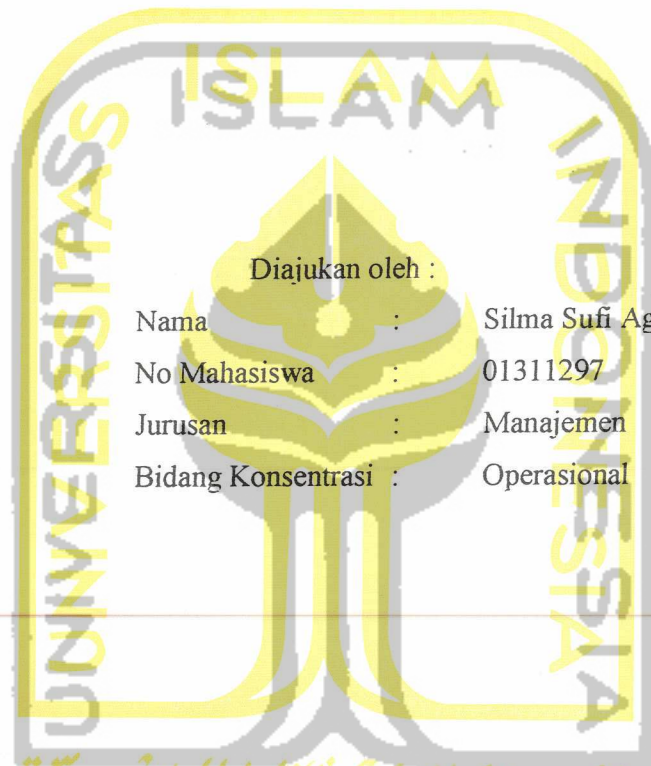 ISLAM
UNIVERSITAS
INDONESIA
Diajukan oleh :
Nama : Silma Sufi Ag
No Mahasiswa : 01311297
Jurusan : Manajemen
Bidang Konsentrasi : Operasional